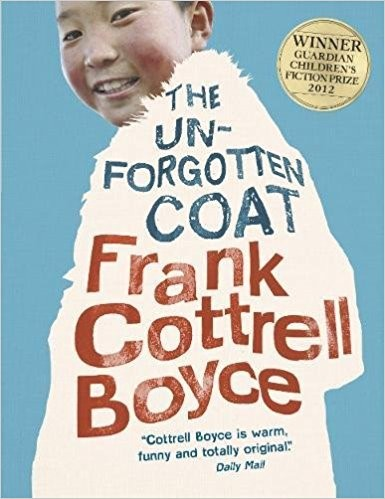 WINNER
GUARDIAN
CHILDREN'S
FICTION PRIZE
2012
THE
UN-
FORGOTTEN
COAT
Frank
Cottrell
Boyce
"Cottrell Boyce is warm,
funny and totally original."
Daily Mail